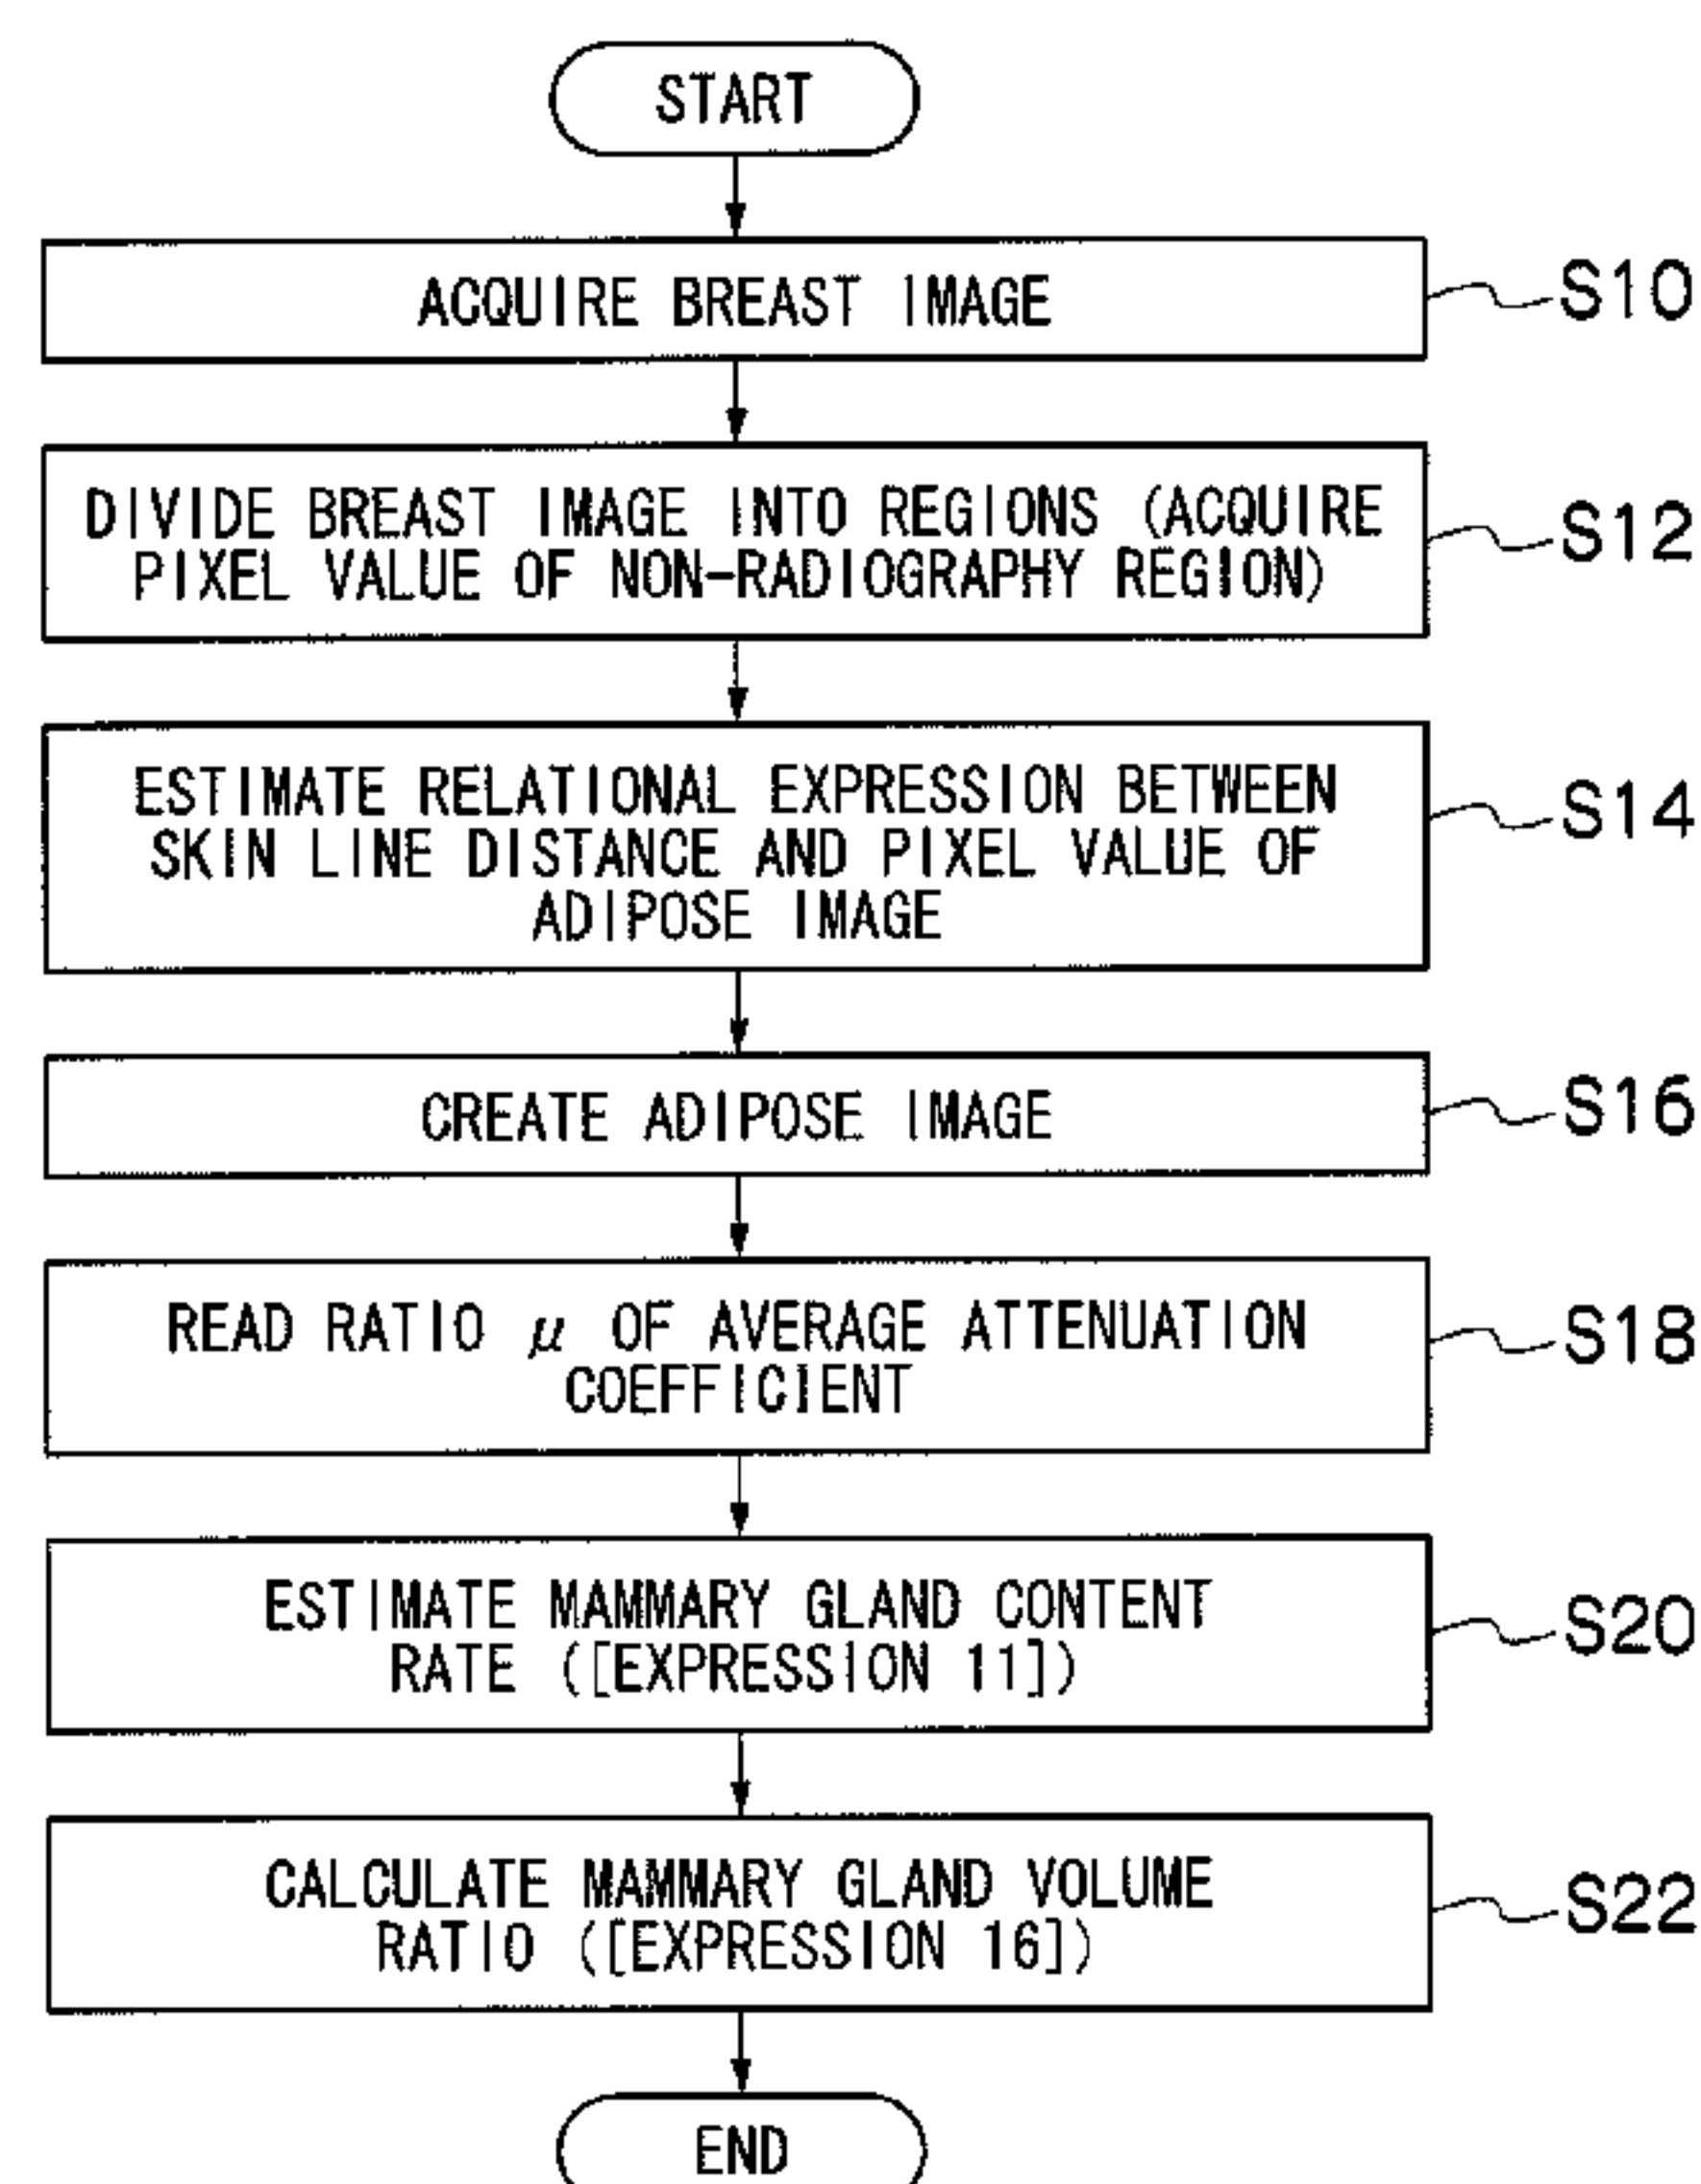 START
ACQUIRE BREAST IMAGE
S10
DIVIDE BREAST IMAGE INTO REGIONS (ACQUIRE
PIXEL VALUE OF NON-RADIOGRAPHY REGION)
S12
ESTIMATE RELATIONAL EXPRESSION BETWEEN
SKIN LINE DISTANCE AND PIXEL VALUE OF
ADIPOSE IMAGE
S14
CREATE ADIPOSE IMAGE
S16
READ RATIO μ OF AVERAGE ATTENUATION
COEFFICIENT
S18
ESTIMATE MAMMARY GLAND CONTENT
RATE ([EXPRESSION 11])
S20
CALCULATE MAMMARY GLAND VOLUME
RATIO ([EXPRESSION 16])
S22
END